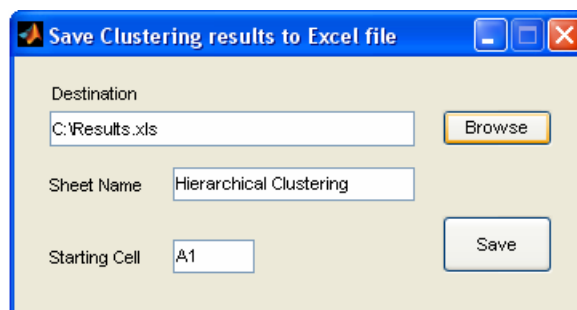 Save Clustering results to Excel file
Destination
C:\Results.xls
Browse
Sheet Name
Hierarchical Clustering
Starting Cell
A1
Save